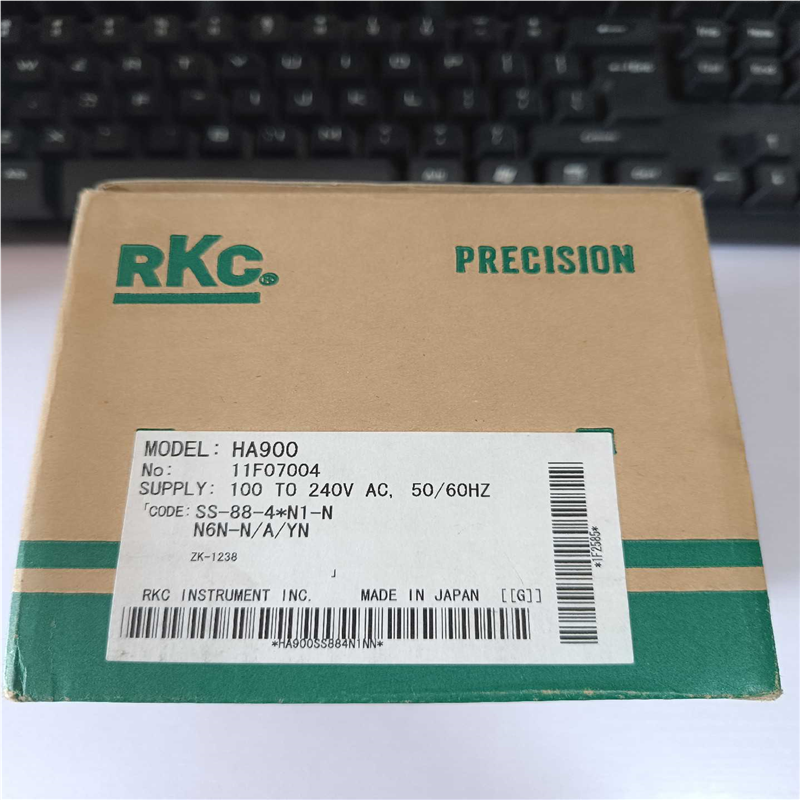 RKC®
PRECISION
MODEL: HA900
No: 11F07004
SUPPLY: 100 TO 240V AC, 50/60HZ
「CODE: SS-88-4*N1-N
N6N-N/A/YN
ZK-1238
」
RKC INSTRUMENT INC. MADE IN JAPAN [[G]]
*HA900SS884N1NN*
*1F2585*